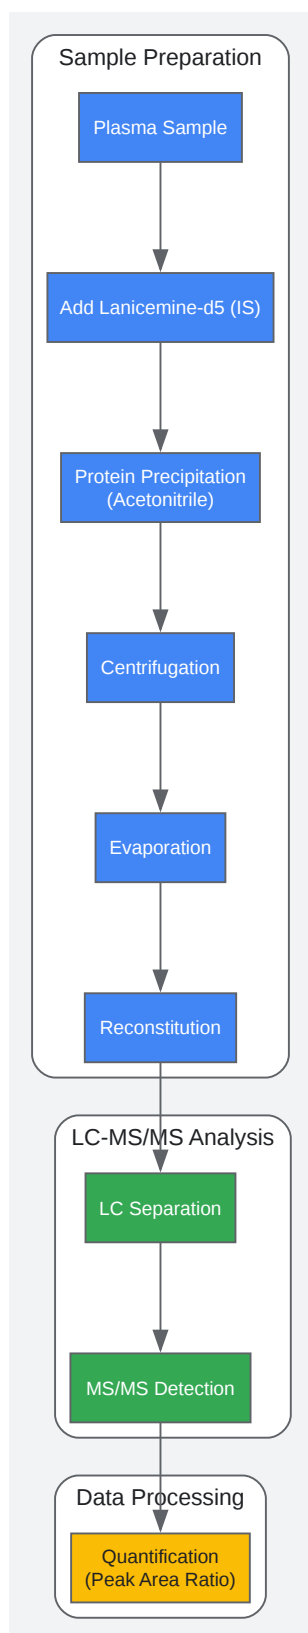 Sample Preparation
Plasma Sample
Add Lanicemine-d5 (IS)
Protein Precipitation
(Acetonitrile)
Centrifugation
Evaporation
Reconstitution
LC-MS/MS Analysis
LC Separation
MS/MS Detection
Data Processing
Quantification
(Peak Area Ratio)